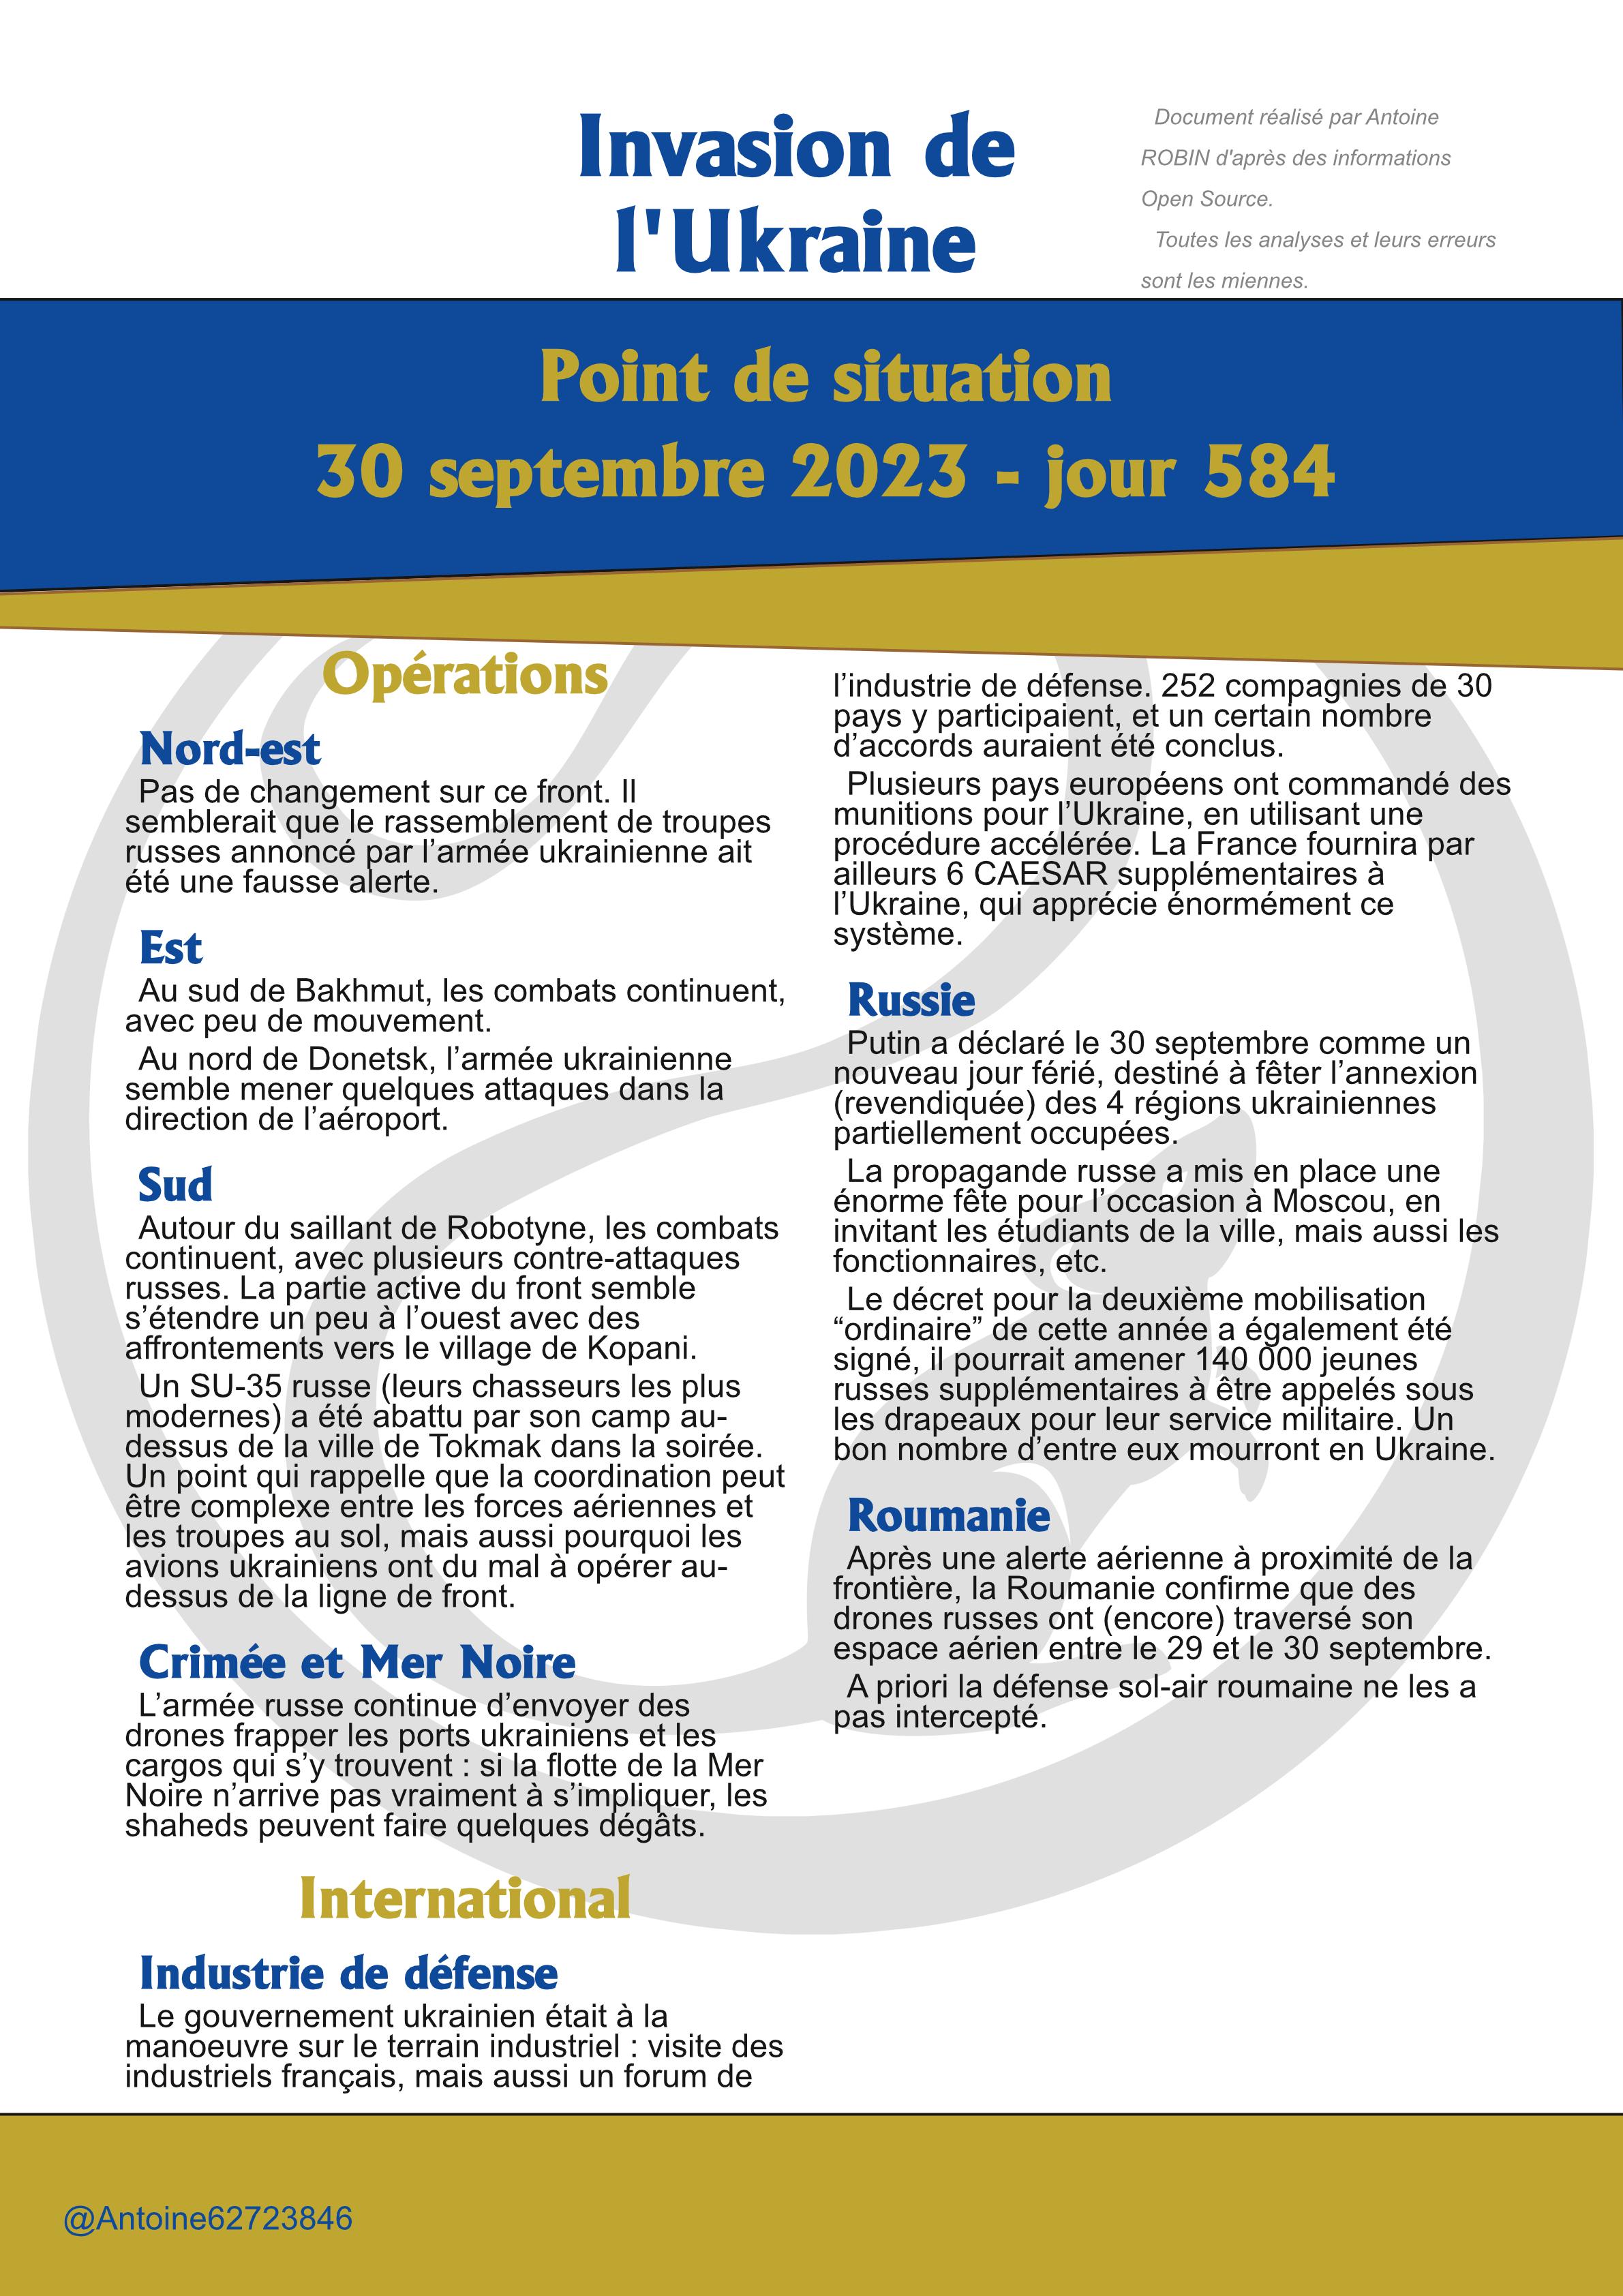 Invasion de
l'Ukraine
Document réalisé par Antoine
ROBIN d'après des informations
Open Source.
Toutes les analyses et leurs erreurs
sont les miennes.
Point de situation
30 septembre 2023 - jour 584
Opérations
Nord-est
Pas de changement sur ce front. Il
semblerait que le rassemblement de troupes
russes annoncé par l’armée ukrainienne ait
été une fausse alerte.
Est
Au sud de Bakhmut, les combats continuent,
avec peu de mouvement.
Au nord de Donetsk, l’armée ukrainienne
semble mener quelques attaques dans la
direction de l’aéroport.
Sud
Autour du saillant de Robotyne, les combats
continuent, avec plusieurs contre-attaques
russes. La partie active du front semble
s’étendre un peu à l’ouest avec des
affrontements vers le village de Kopani.
Un SU-35 russe (leurs chasseurs les plus
modernes) a été abattu par son camp au-
dessus de la ville de Tokmak dans la soirée.
Un point qui rappelle que la coordination peut
être complexe entre les forces aériennes et
les troupes au sol, mais aussi pourquoi les
avions ukrainiens ont du mal à opérer au-
dessus de la ligne de front.
Crimée et Mer Noire
L’armée russe continue d’envoyer des
drones frapper les ports ukrainiens et les
cargos qui s’y trouvent : si la flotte de la Mer
Noire n’arrive pas vraiment à s’impliquer, les
shaheds peuvent faire quelques dégâts.
International
Industrie de défense
Le gouvernement ukrainien était à la
manoeuvre sur le terrain industriel : visite des
industriels français, mais aussi un forum de
l’industrie de défense. 252 compagnies de 30
pays y participaient, et un certain nombre
d’accords auraient été conclus.
Plusieurs pays européens ont commandé des
munitions pour l’Ukraine, en utilisant une
procédure accélérée. La France fournira par
ailleurs 6 CAESAR supplémentaires à
l’Ukraine, qui apprécie énormément ce
système.
Russie
Putin a déclaré le 30 septembre comme un
nouveau jour férié, destiné à fêter l’annexion
(revendiquée) des 4 régions ukrainiennes
partiellement occupées.
La propagande russe a mis en place une
énorme fête pour l’occasion à Moscou, en
invitant les étudiants de la ville, mais aussi les
fonctionnaires, etc.
Le décret pour la deuxième mobilisation
“ordinaire” de cette année a également été
signé, il pourrait amener 140 000 jeunes
russes supplémentaires à être appelés sous
les drapeaux pour leur service militaire. Un
bon nombre d’entre eux mourront en Ukraine.
Roumanie
Après une alerte aérienne à proximité de la
frontière, la Roumanie confirme que des
drones russes ont (encore) traversé son
espace aérien entre le 29 et le 30 septembre.
A priori la défense sol-air roumaine ne les a
pas intercepté.
@Antoine62723846